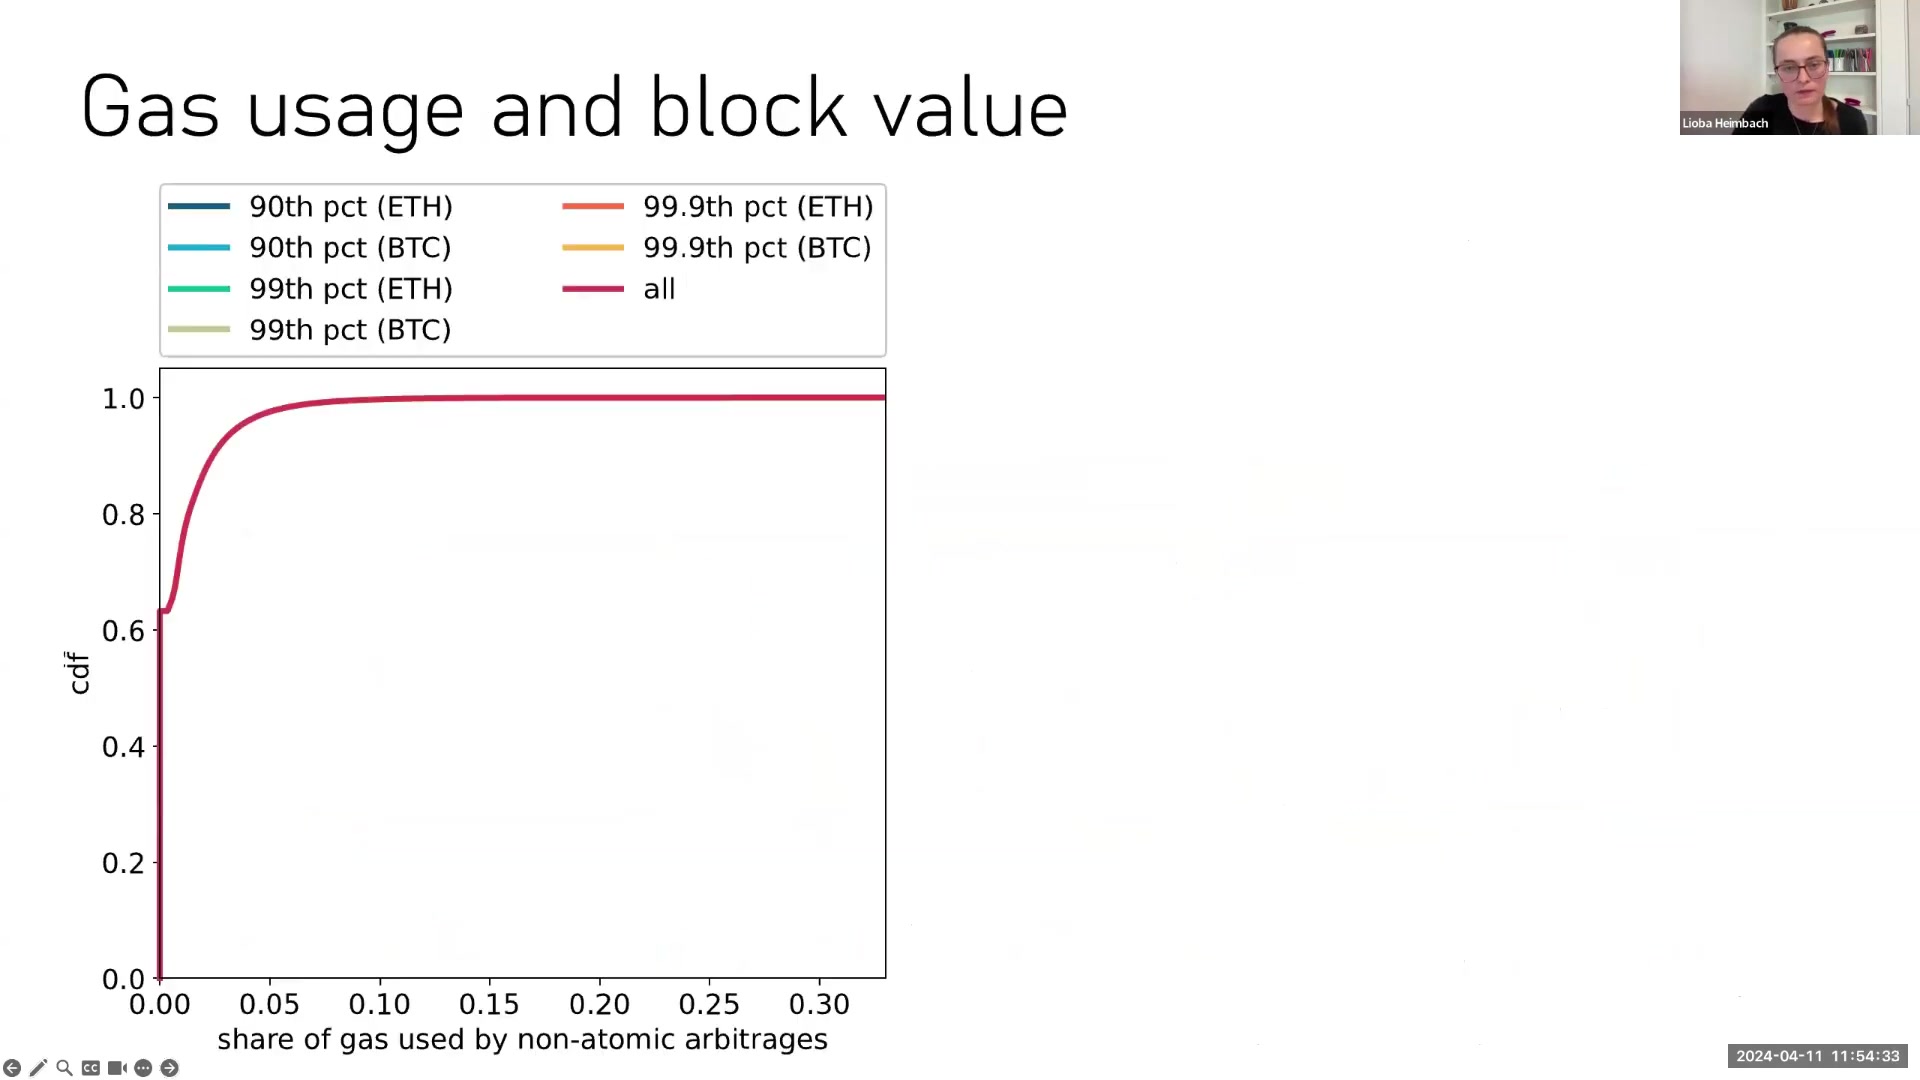 Gas usage and block value
Lioba Heimbach
90th pct (ETH)
90th pct (BTC)
99th pct (ETH)
99th pct (BTC)
99.9th pct (ETH)
99.9th pct (BTC)
all
1.0
0.8
0.6
0.4
0.2
0.0
cdf
0.00 0.05 0.10 0.15 0.20 0.25 0.30
share of gas used by non-atomic arbitrages
CC
2024-04-11 11:54:33